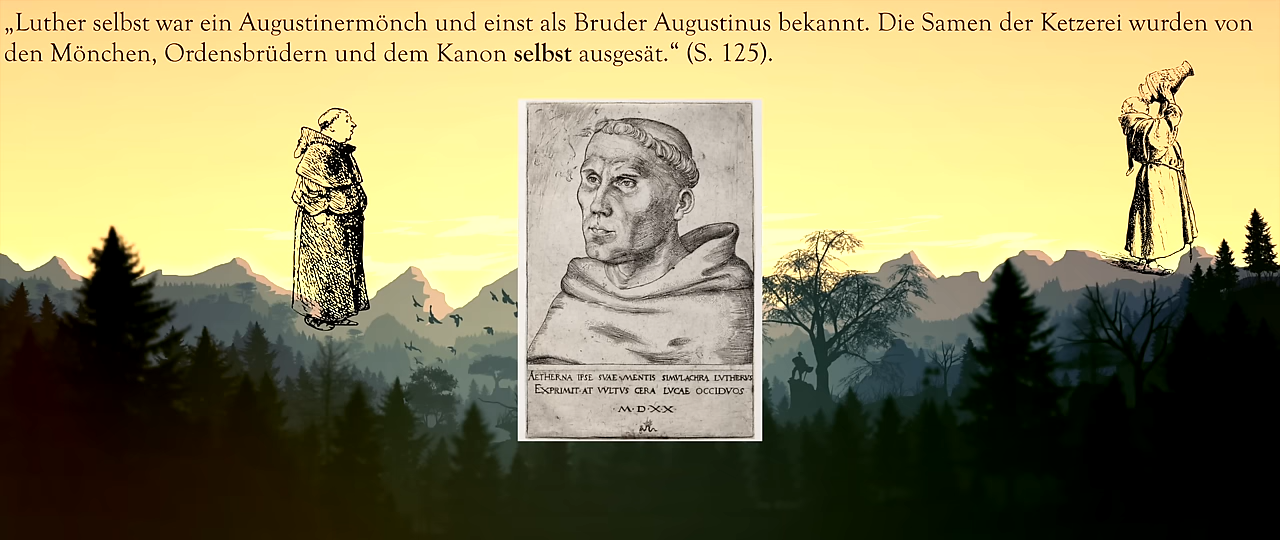 „Luther selbst war ein Augustinermönch und einst als Bruder Augustinus bekannt. Die Samen der Ketzerei wurden von
den Mönchen, Ordensbrüdern und dem Kanon selbst ausgesät.“ (S. 125).
AETHERNA IPSE SVAE MENTIS SIMVLACHRA LVTHERVS
EXPRIMIT·AT VVLTVS CERA LVCAE OCCIDVOS
·M·D·X·X·